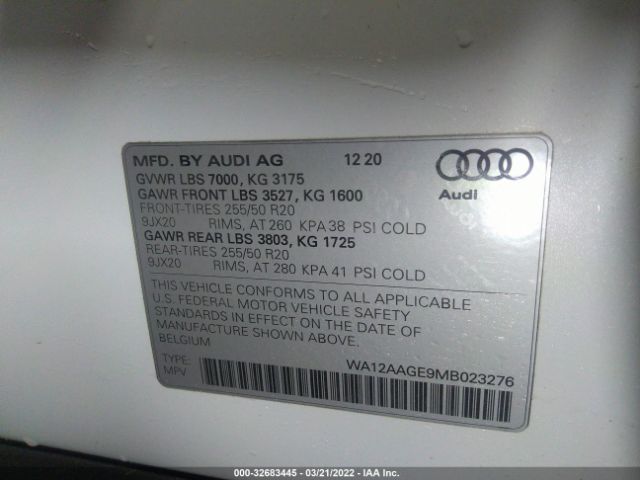 MFD. BY AUDI AG 12 20
GVWR LBS 7000, KG 3175
GAWR FRONT LBS 3527, KG 1600
FRONT-TIRES 255/50 R20
9JX20 RIMS, AT 260 KPA 38 PSI COLD
GAWR REAR LBS 3803, KG 1725
REAR-TIRES 255/50 R20
9JX20 RIMS, AT 280 KPA 41 PSI COLD
Audi
THIS VEHICLE CONFORMS TO ALL APPLICABLE
U.S. FEDERAL MOTOR VEHICLE SAFETY
STANDARDS IN EFFECT ON THE DATE OF
MANUFACTURE SHOWN ABOVE.
BELGIUM
TYPE:
MPV
WA12AAGE9MB023276
000-32683445 - 03/21/2022 - IAA Inc.